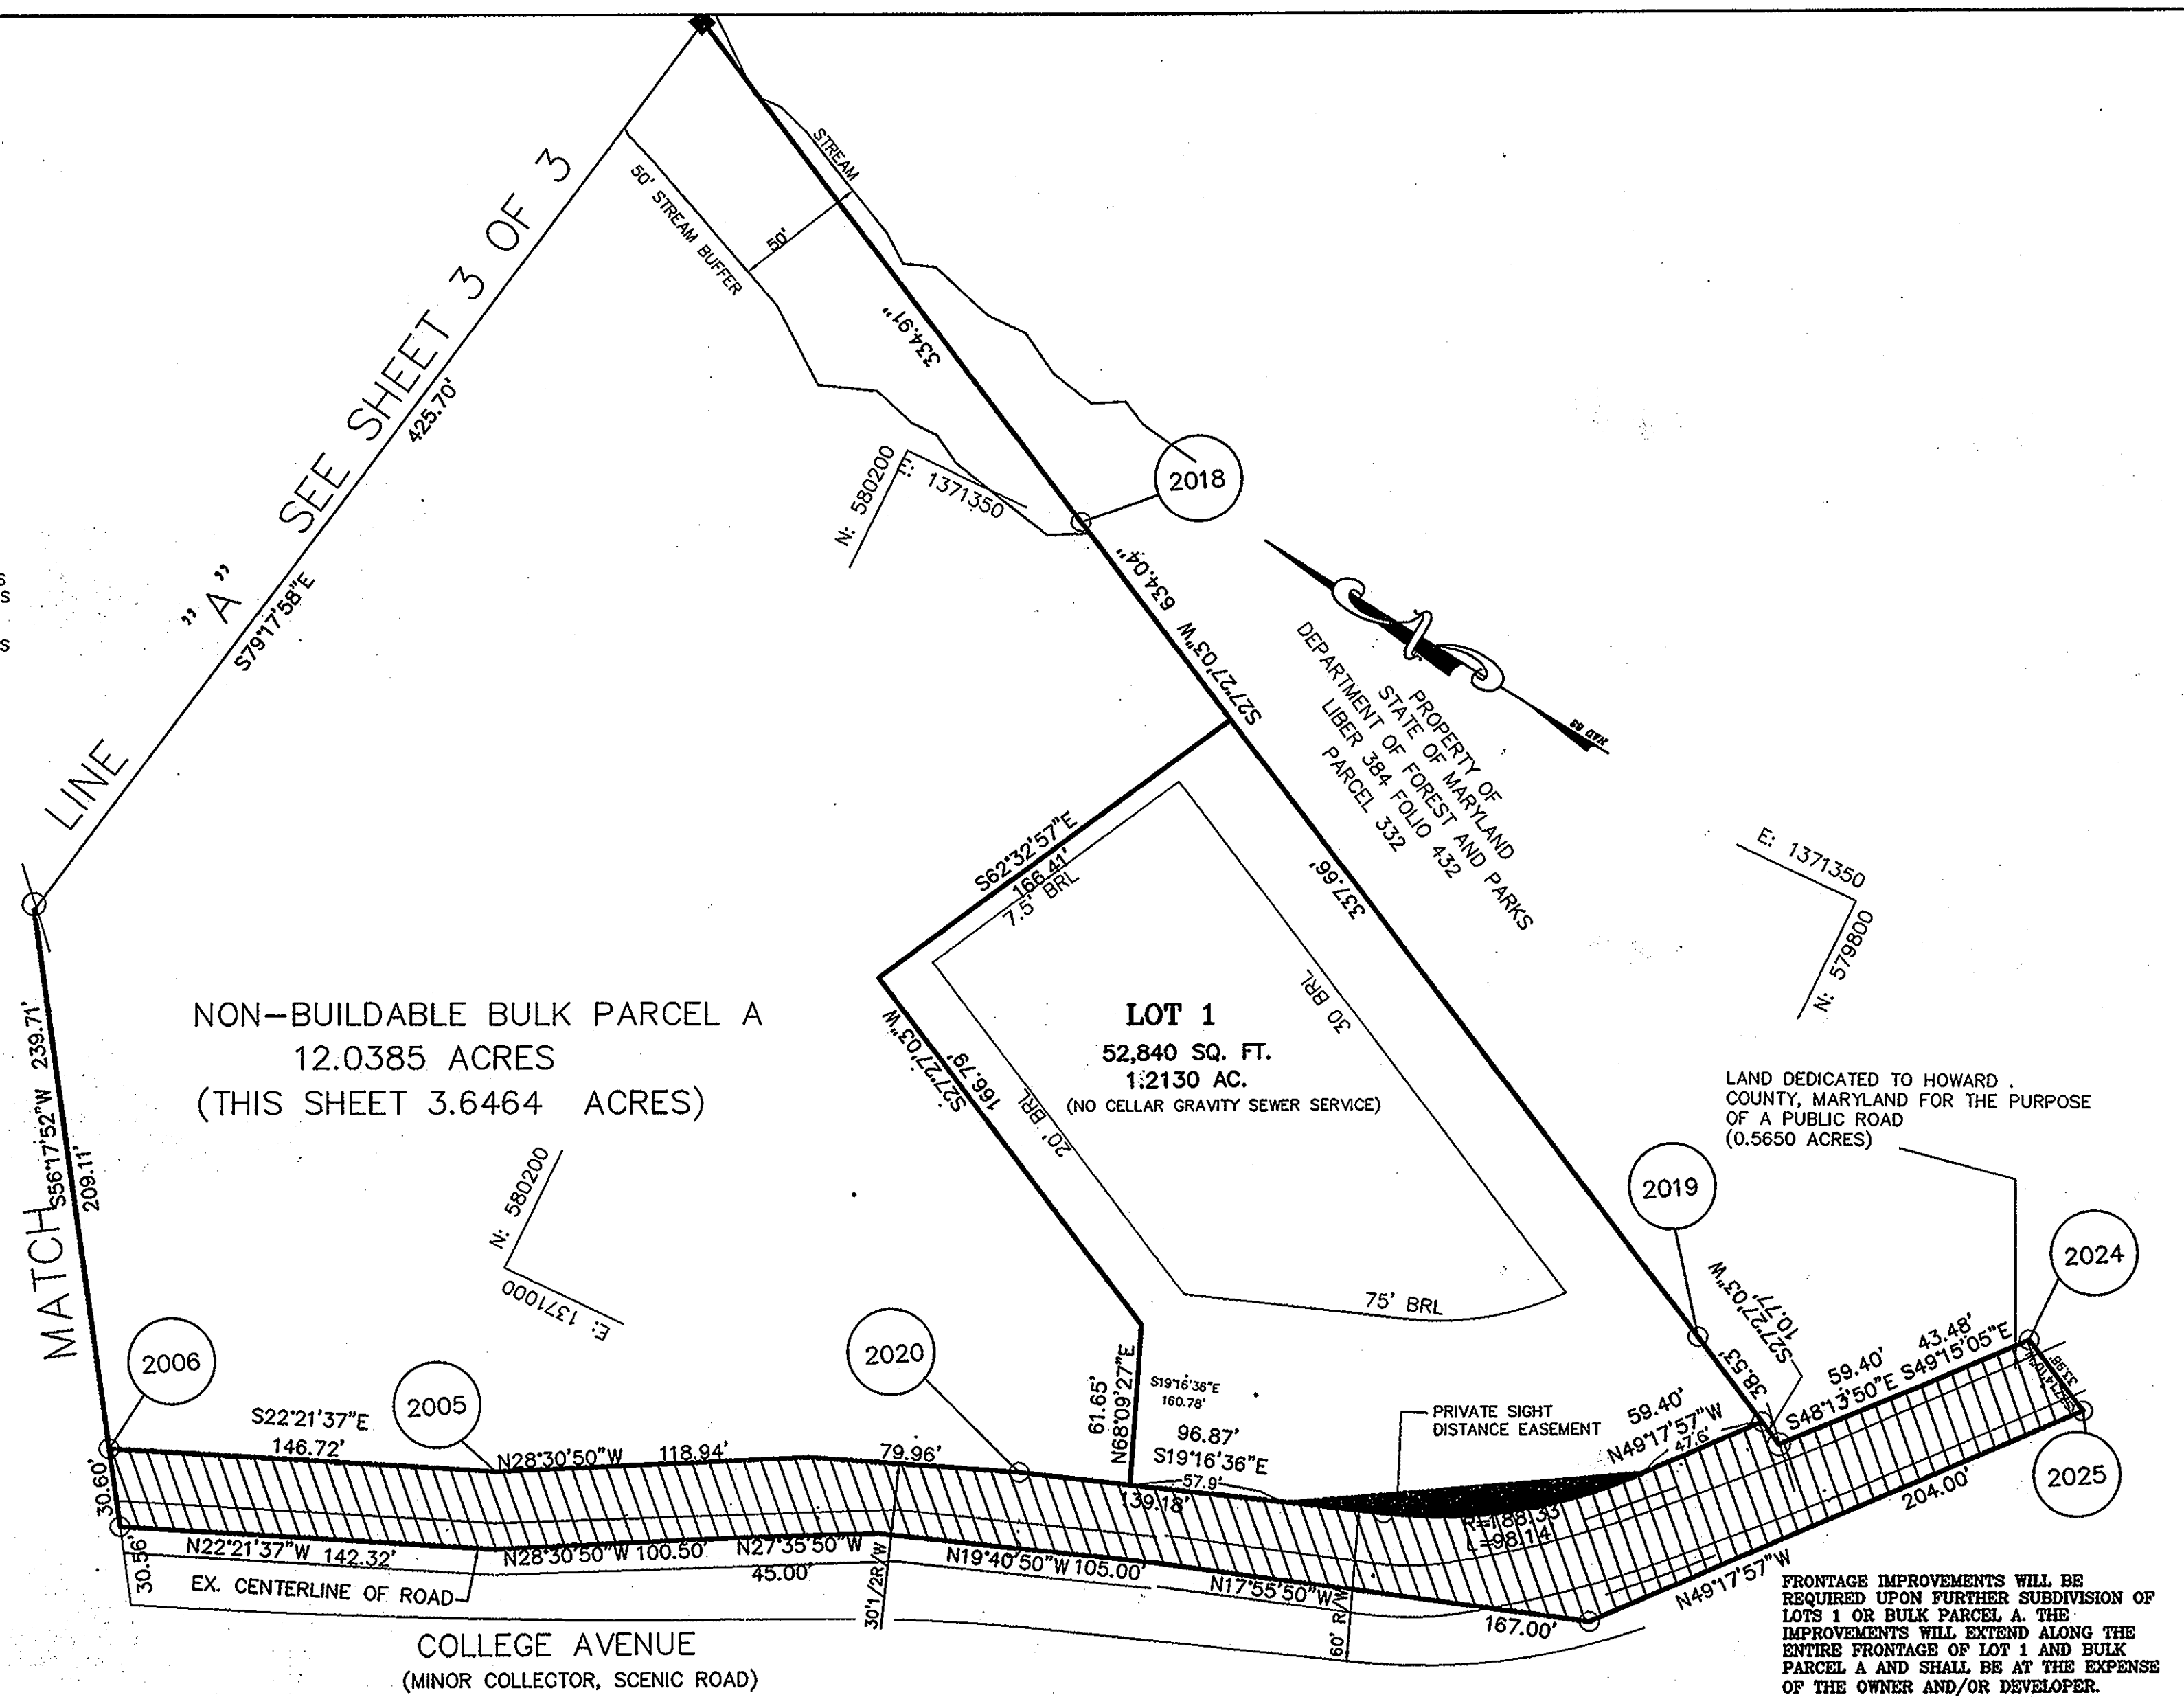 STREAM
50' STREAM BUFFER
50'
MATCH LINE "A" SEE SHEET 3 OF 3
425.70'
S79°17'58"E
334.91"
N: 580200
E: 1371350
2018
634.04"
S27°27'03"W
NAD 83
PROPERTY OF
STATE OF MARYLAND
DEPARTMENT OF FOREST AND PARKS
LIBER 384 FOLIO 432
PARCEL 332
337.66'
E: 1371350
N: 579800
S62°32'57"E
166.41'
7.5' BRL
30 BRL
LOT 1
52,840 SQ. FT.
1.2130 AC.
(NO CELLAR GRAVITY SEWER SERVICE)
S27°27'03"W
166.79'
20' BRL
75' BRL
NON-BUILDABLE BULK PARCEL A
12.0385 ACRES
(THIS SHEET 3.6464 ACRES)
S56°17'52"W 239.71'
209.11'
N: 580200
E: 1371000
LAND DEDICATED TO HOWARD
COUNTY, MARYLAND FOR THE PURPOSE
OF A PUBLIC ROAD
(0.5650 ACRES)
2019
2024
2006
2005
2020
2025
S27°27'03"W
10.77'
38.53'
59.40'
S48°13'50"E
43.48'
S49°15'05"E
33.98'
61.65'
N68°09'27"E
S19°16'36"E
160.78'
96.87'
S19°16'36"E
57.9'
139.18'
PRIVATE SIGHT
DISTANCE EASEMENT
59.40'
N49°17'57"W
47.6'
R=188.33
L=98.14
204.00'
N49°17'57"W
S22°21'37"E
146.72'
N28°30'50"W 118.94'
79.96'
30.60'
30.56'
N22°21'37"W 142.32'
N28°30'50"W 100.50'
N27°35'50"W
45.00'
30'1/2R/W
N19°40'50"W 105.00'
N17°55'50"W
60' R/W
167.00'
EX. CENTERLINE OF ROAD
COLLEGE AVENUE
(MINOR COLLECTOR, SCENIC ROAD)
FRONTAGE IMPROVEMENTS WILL BE
REQUIRED UPON FURTHER SUBDIVISION OF
LOTS 1 OR BULK PARCEL A. THE
IMPROVEMENTS WILL EXTEND ALONG THE
ENTIRE FRONTAGE OF LOT 1 AND BULK
PARCEL A AND SHALL BE AT THE EXPENSE
OF THE OWNER AND/OR DEVELOPER.